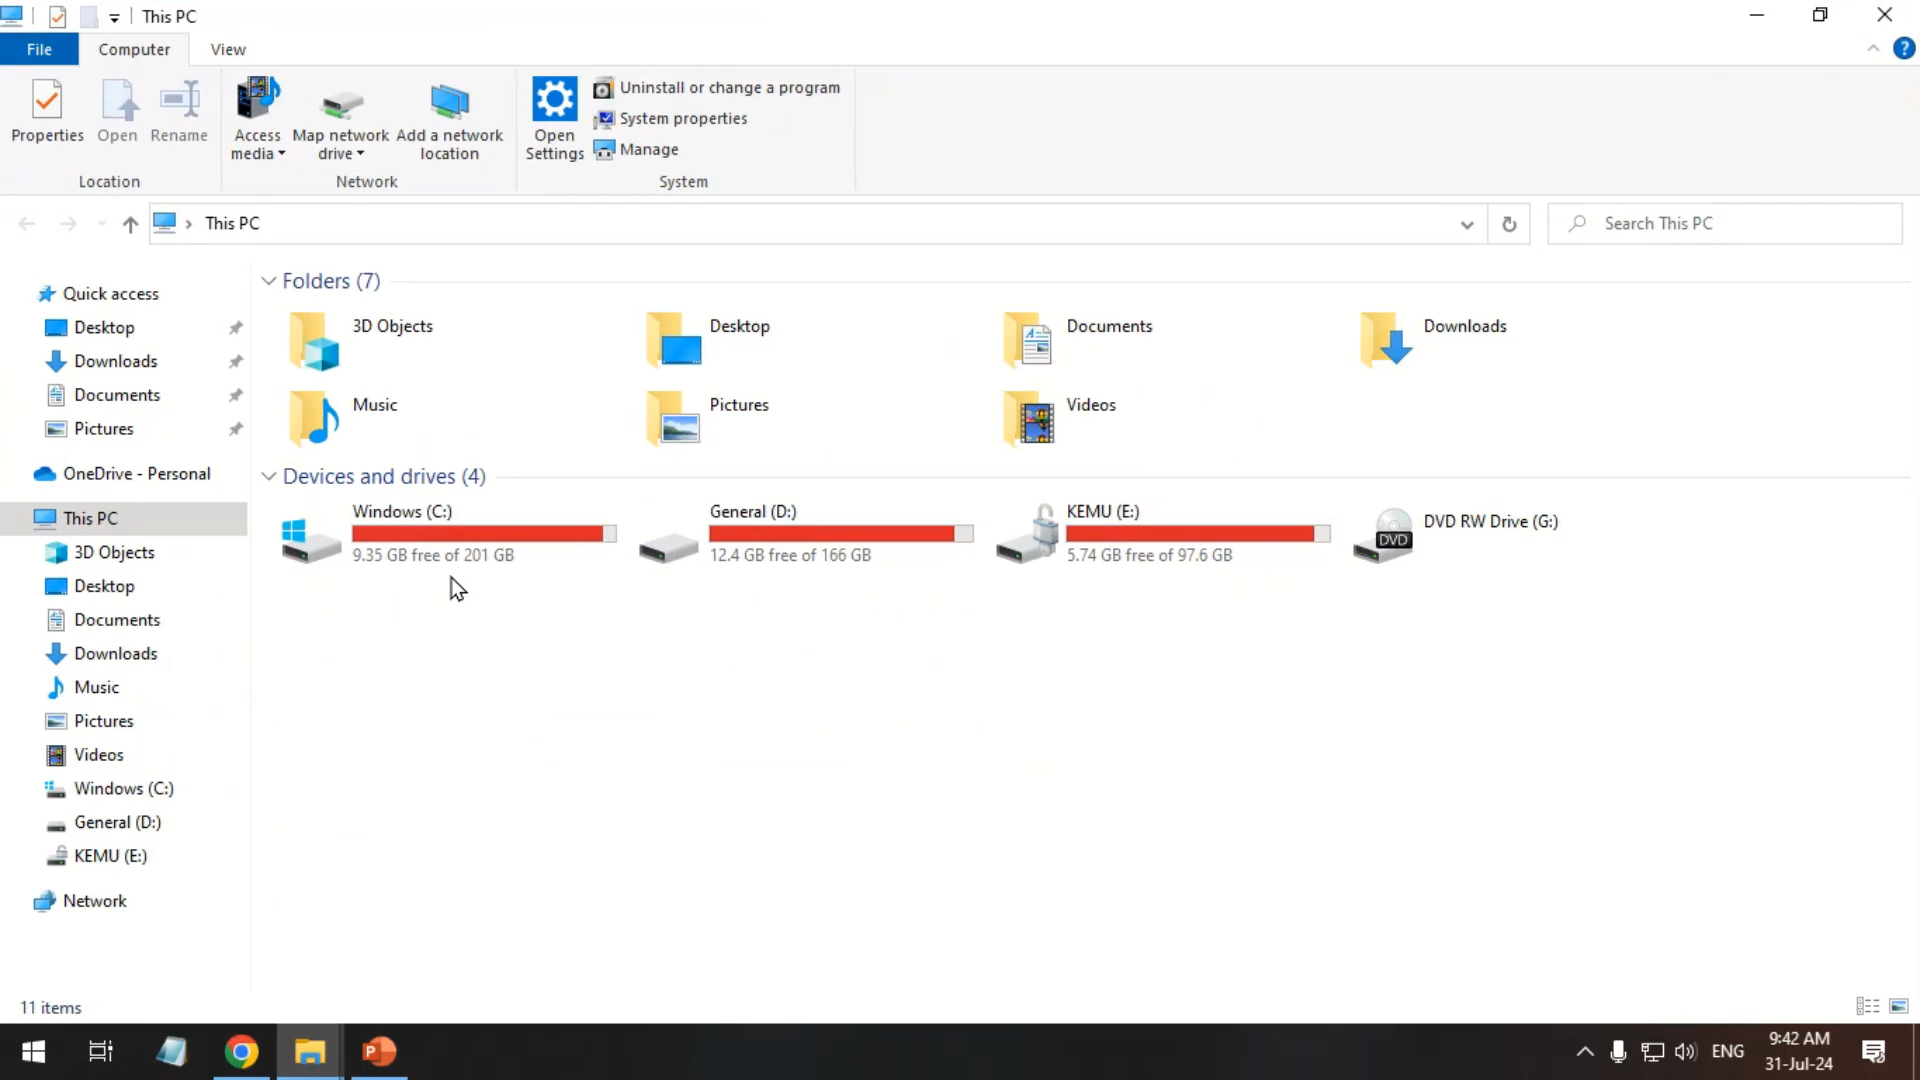 This PC
File
Computer
View
Properties
Open
Rename
Access
media
Map network
drive
Add a network
location
Open
Settings
Uninstall or change a program
System properties
Manage
Location
Network
System
This PC
Search This PC
Quick access
Desktop
Downloads
Documents
Pictures
OneDrive - Personal
This PC
3D Objects
Desktop
Documents
Downloads
Music
Pictures
Videos
Windows (C:)
General (D:)
KEMU (E:)
Network
Folders (7)
3D Objects
Desktop
Documents
Downloads
Music
Pictures
Videos
Devices and drives (4)
Windows (C:)
9.35 GB free of 201 GB
General (D:)
12.4 GB free of 166 GB
KEMU (E:)
5.74 GB free of 97.6 GB
DVD
DVD RW Drive (G:)
11 items
P
ENG
9:42 AM
31-Jul-24